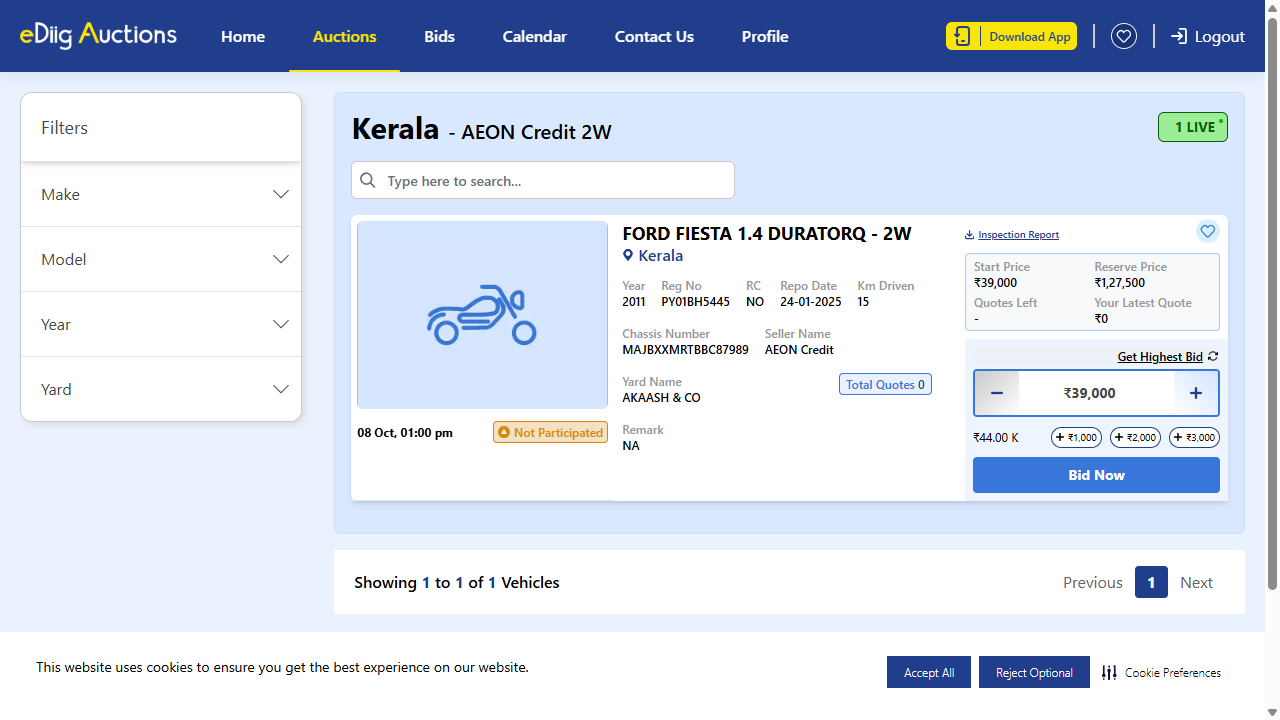 eDiig Auctions
Home
Auctions
Bids
Calendar
Contact Us
Profile
Download App
Logout
Filters
Make
Model
Year
Yard
Kerala - AEON Credit 2W
1 LIVE
Type here to search...
08 Oct, 01:00 pm
Not Participated
FORD FIESTA 1.4 DURATORQ - 2W
Kerala
Year Reg No RC Repo Date Km Driven
2011 PY01BH5445 NO 24-01-2025 15
Chassis Number Seller Name
MAJBXXMRTBBC87989 AEON Credit
Yard Name
AKAASH & CO
Total Quotes 0
Remark
NA
Inspection Report
Start Price Reserve Price
₹39,000 ₹1,27,500
Quotes Left Your Latest Quote
- ₹0
Get Highest Bid
− ₹39,000 +
₹44.00 K + ₹1,000 + ₹2,000 + ₹3,000
Bid Now
Showing 1 to 1 of 1 Vehicles
Previous 1 Next
This website uses cookies to ensure you get the best experience on our website.
Accept All
Reject Optional
Cookie Preferences